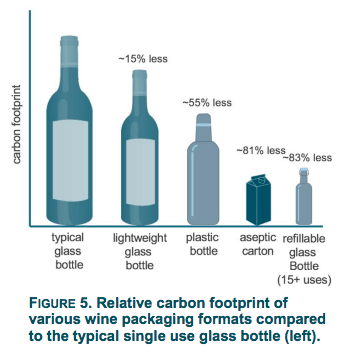 ~15% less
~55% less
~81% less
~83% less
carbon footprint
typical
glass
bottle
lightweight
glass
bottle
plastic
bottle
aseptic
carton
refillable
glass
Bottle
(15+ uses)
FIGURE 5. Relative carbon footprint of
various wine packaging formats compared
to the typical single use glass bottle (left).